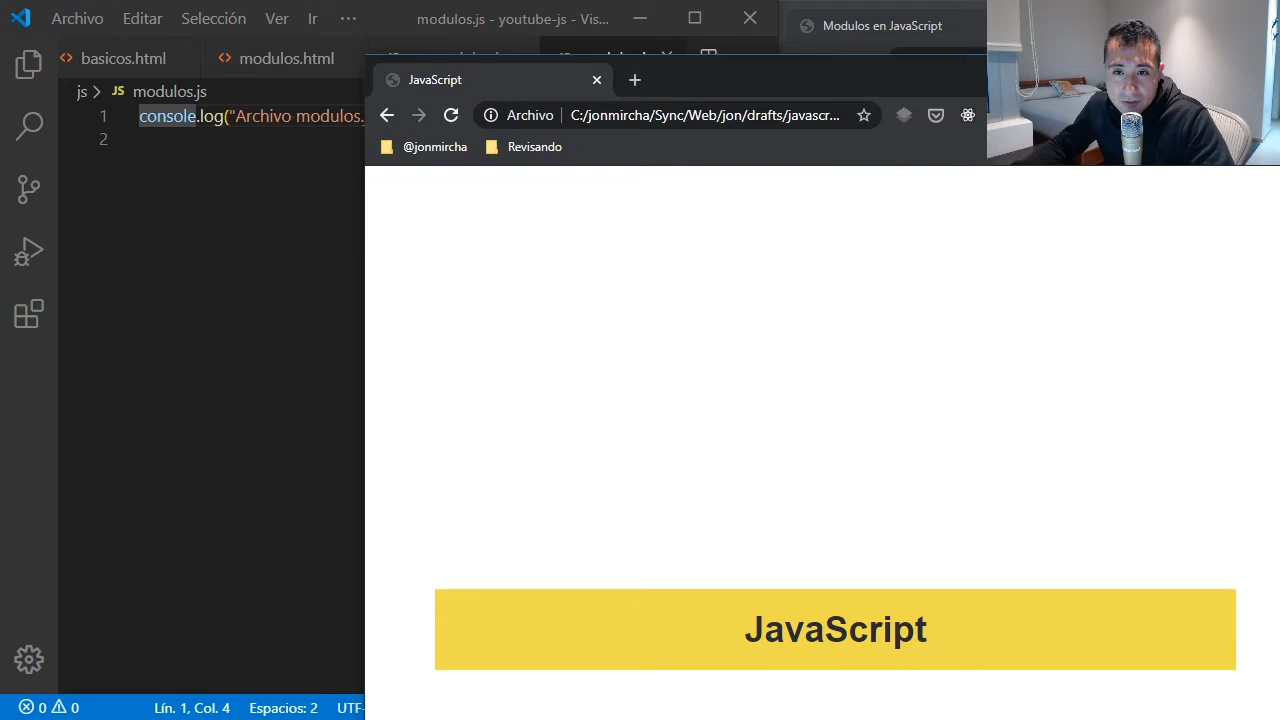 Archivo Editar Selección Ver Ir ··· modulos.js - youtube-js - Vis...
Modulos en JavaScript
basicos.html modulos.html
JavaScript
js > JS modulos.js
1 console.log("Archivo modulos.
2
Archivo C:/jonmircha/Sync/Web/jon/drafts/javascr...
@jonmircha Revisando
JavaScript
0 0 Lín. 1, Col. 4 Espacios: 2 UTF-